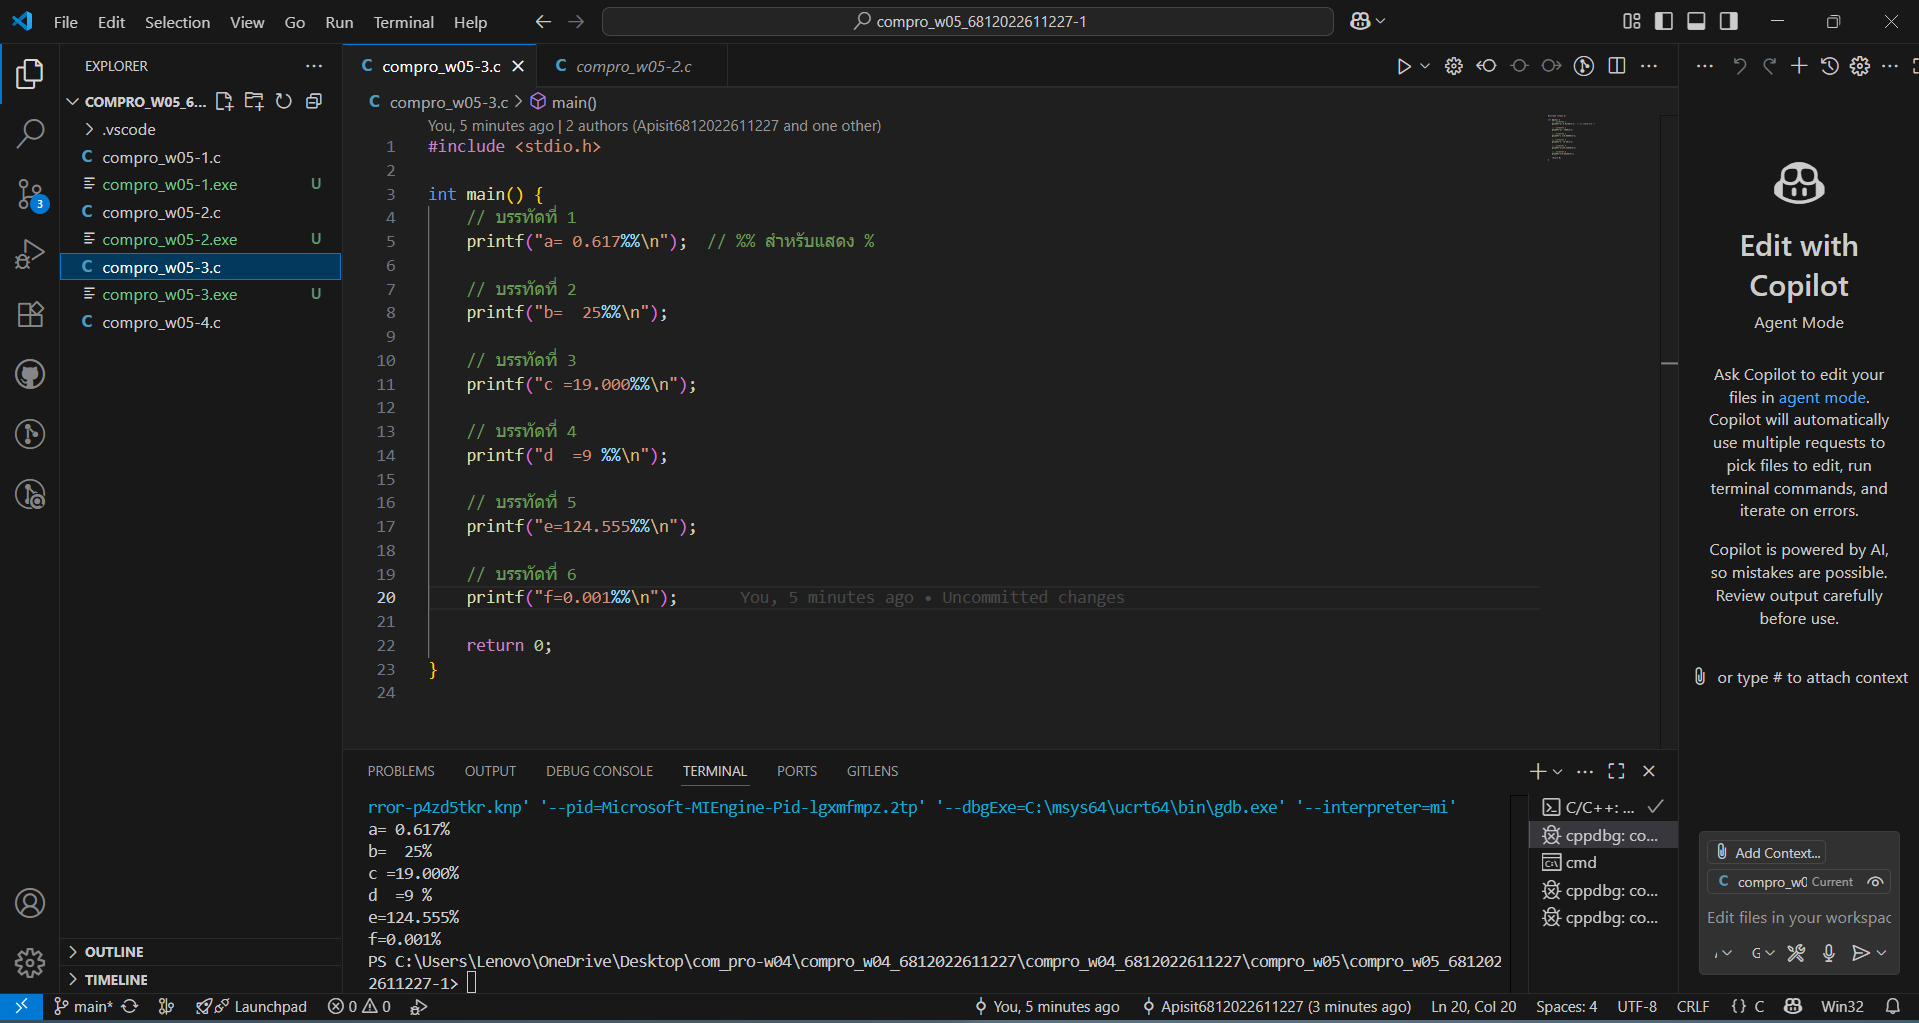 File Edit Selection View Go Run Terminal Help
compro_w05_6812022611227-1
EXPLORER
COMPRO_W05_6...
.vscode
C compro_w05-1.c
compro_w05-1.exe U
C compro_w05-2.c
compro_w05-2.exe U
C compro_w05-3.c
compro_w05-3.exe U
C compro_w05-4.c
3
OUTLINE
TIMELINE
C compro_w05-3.c
C compro_w05-2.c
C compro_w05-3.c > main()
You, 5 minutes ago | 2 authors (Apisit6812022611227 and one other)
1 #include <stdio.h>
2
3 int main() {
4 // บรรทัดที่ 1
5 printf("a= 0.617%%\n"); // %% สำหรับแสดง %
6
7 // บรรทัดที่ 2
8 printf("b=  25%%\n");
9
10 // บรรทัดที่ 3
11 printf("c =19.000%%\n");
12
13 // บรรทัดที่ 4
14 printf("d  =9 %%\n");
15
16 // บรรทัดที่ 5
17 printf("e=124.555%%\n");
18
19 // บรรทัดที่ 6
20 printf("f=0.001%%\n"); You, 5 minutes ago • Uncommitted changes
21
22 return 0;
23 }
24
PROBLEMS OUTPUT DEBUG CONSOLE TERMINAL PORTS GITLENS
rror-p4zd5tkr.knp' '--pid=Microsoft-MIEngine-Pid-lgxmfmpz.2tp' '--dbgExe=C:\msys64\ucrt64\bin\gdb.exe' '--interpreter=mi'
a= 0.617%
b=  25%
c =19.000%
d  =9 %
e=124.555%
f=0.001%
PS C:\Users\Lenovo\OneDrive\Desktop\com_pro-w04\compro_w04_6812022611227\compro_w04_6812022611227\compro_w05\compro_w05_681202
2611227-1>
C/C++: ...
cppdbg: co...
cmd
cppdbg: co...
cppdbg: co...
Edit with
Copilot
Agent Mode
Ask Copilot to edit your
files in agent mode.
Copilot will automatically
use multiple requests to
pick files to edit, run
terminal commands, and
iterate on errors.
Copilot is powered by AI,
so mistakes are possible.
Review output carefully
before use.
or type # to attach context
Add Context...
C compro_w0 Current
Edit files in your workspac
G
main* Launchpad 0 0
You, 5 minutes ago Apisit6812022611227 (3 minutes ago) Ln 20, Col 20 Spaces: 4 UTF-8 CRLF {} C Win32